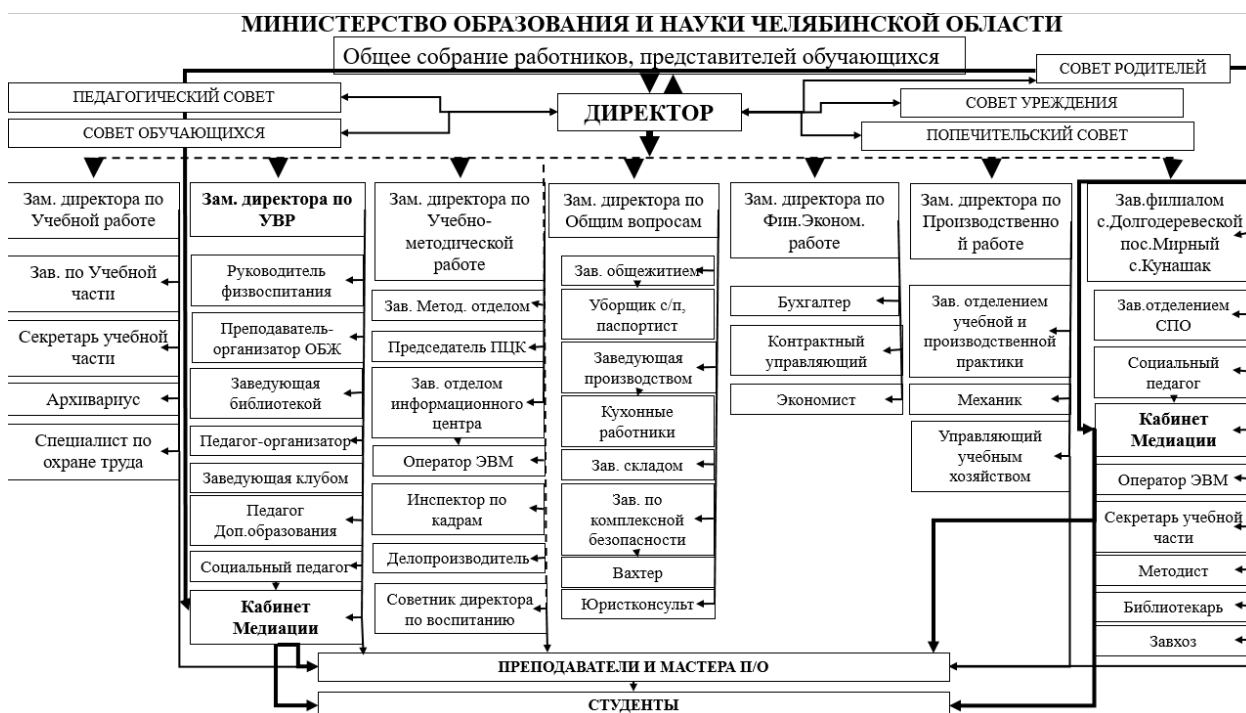 МИНИСТЕРСТВО ОБРАЗОВАНИЯ И НАУКИ ЧЕЛЯБИНСКОЙ ОБЛАСТИ
Общее собрание работников, представителей обучающихся
СОВЕТ РОДИТЕЛЕЙ
ПЕДАГОГИЧЕСКИЙ СОВЕТ
ДИРЕКТОР
СОВЕТ УРЕЖДЕНИЯ
СОВЕТ ОБУЧАЮЩИХСЯ
ПОПЕЧИТЕЛЬСКИЙ СОВЕТ
Зам. директора по
Учебной работе
Зав. по Учебной
части
Секретарь учебной
части
Архивариус
Специалист по
охране труда
Зам. директора по
УВР
Руководитель
физвоспитания
Преподаватель-
организатор ОБЖ
Заведующая
библиотекой
Педагог-организатор
Заведующая клубом
Педагог
Доп.образования
Социальный педагог
Кабинет
Медиации
Зам. директора по
Учебно-
методической
работе
Зав. Метод. отделом
Председатель ПЦК
Зав. отделом
информационного
центра
Оператор ЭВМ
Инспектор по
кадрам
Делопроизводитель
Советник директора
по воспитанию
Зам. директора по
Общим вопросам
Зав. общежитием
Уборщик с/п,
паспортист
Заведующая
производством
Кухонные
работники
Зав. складом
Зав. по
комплексной
безопасности
Вахтер
Юристконсульт
Зам. директора по
Фин.Эконом.
работе
Бухгалтер
Контрактный
управляющий
Экономист
Зам. директора по
Производственно
й работе
Зав. отделением
учебной и
производственной
практики
Механик
Управляющий
учебным
хозяйством
Зав.филиалом
с.Долгодеревеской
пос.Мирный
с.Кунашак
Зав.отделением
СПО
Социальный
педагог
Кабинет
Медиации
Оператор ЭВМ
Секретарь учебной
части
Методист
Библиотекарь
Завхоз
ПРЕПОДАВАТЕЛИ И МАСТЕРА П/О
СТУДЕНТЫ